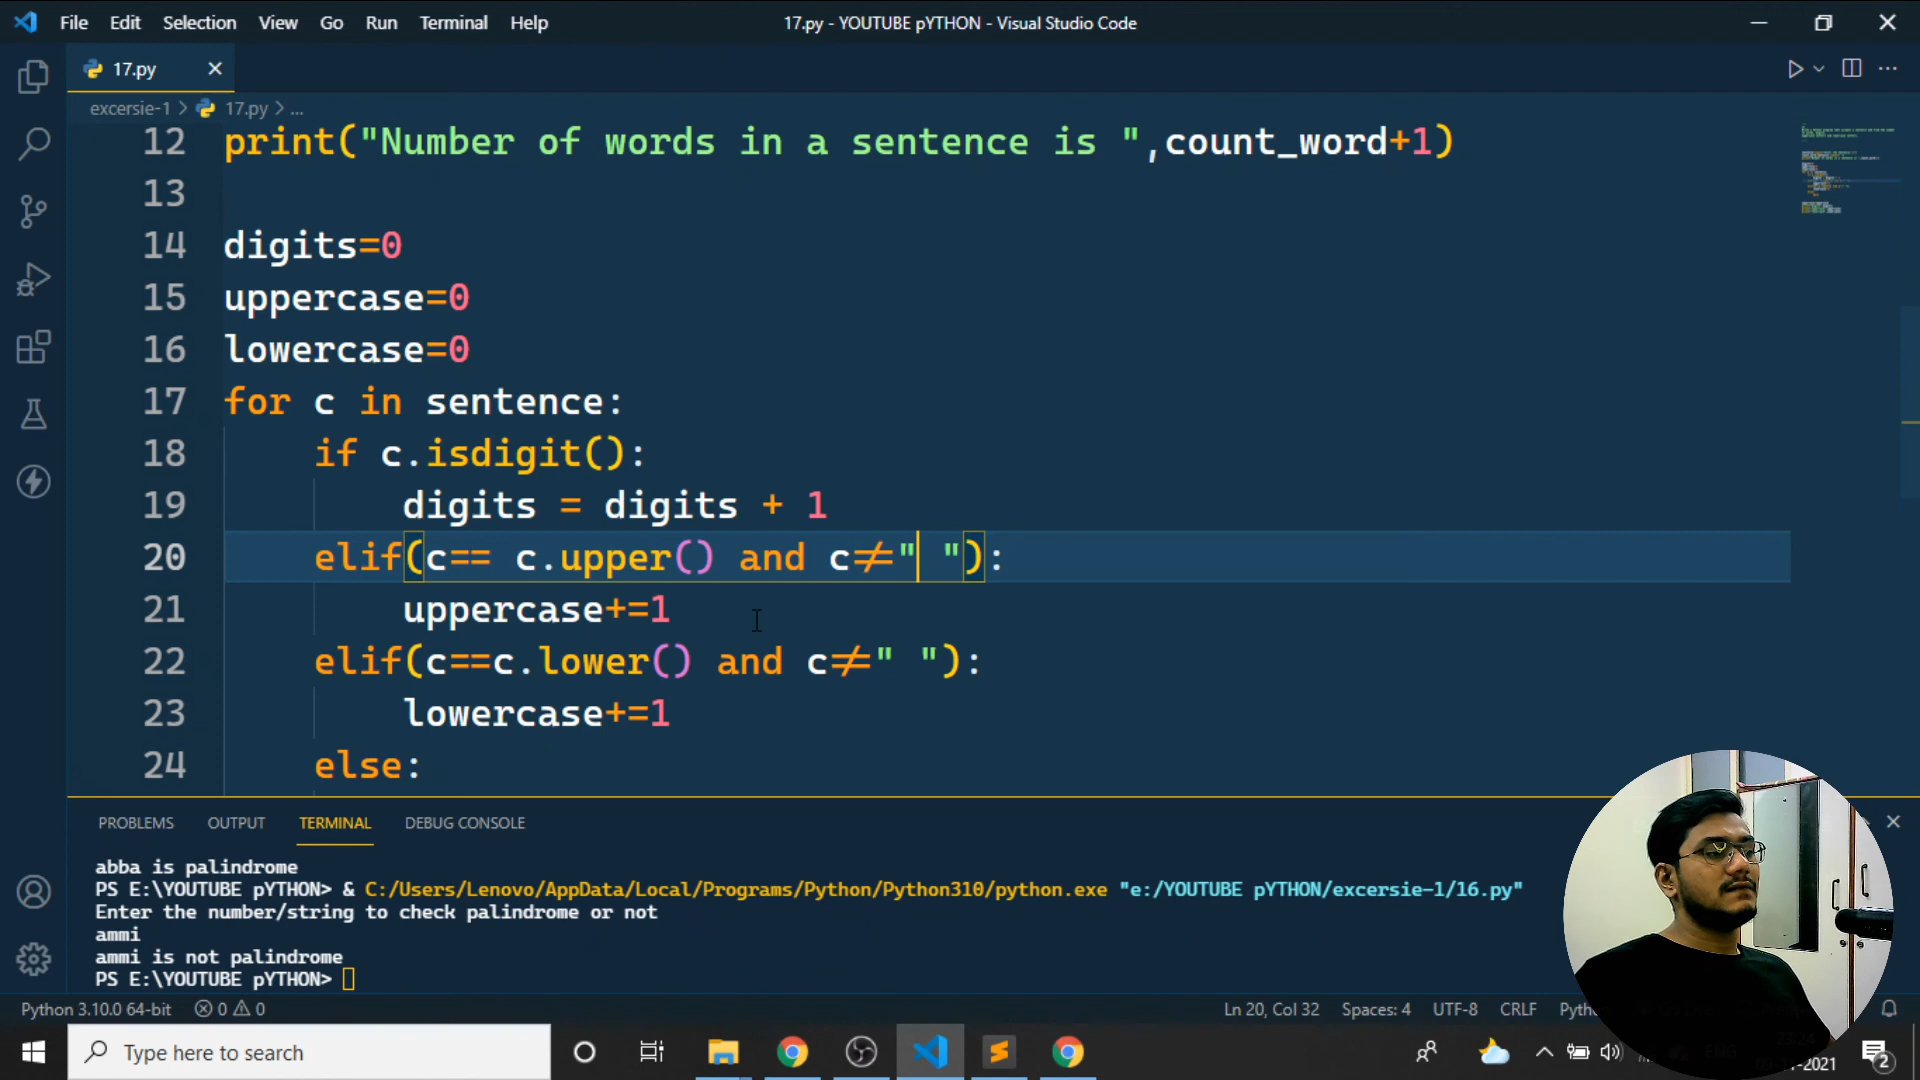 File Edit Selection View Go Run Terminal Help 17.py - YOUTUBE pYTHON - Visual Studio Code
17.py
excersie-1 > 17.py > ...
12 print("Number of words in a sentence is ",count_word+1)
13
14 digits=0
15 uppercase=0
16 lowercase=0
17 for c in sentence:
18 if c.isdigit():
19 digits = digits + 1
20 elif(c== c.upper() and c≠" "):
21 uppercase+=1
22 elif(c==c.lower() and c≠" "):
23 lowercase+=1
24 else:
PROBLEMS OUTPUT TERMINAL DEBUG CONSOLE
abba is palindrome
PS E:\YOUTUBE pYTHON> & C:/Users/Lenovo/AppData/Local/Programs/Python/Python310/python.exe "e:/YOUTUBE pYTHON/excersie-1/16.py"
Enter the number/string to check palindrome or not
ammi
ammi is not palindrome
PS E:\YOUTUBE pYTHON>
Python 3.10.0 64-bit 0 0 Ln 20, Col 32 Spaces: 4 UTF-8 CRLF
Type here to search
2